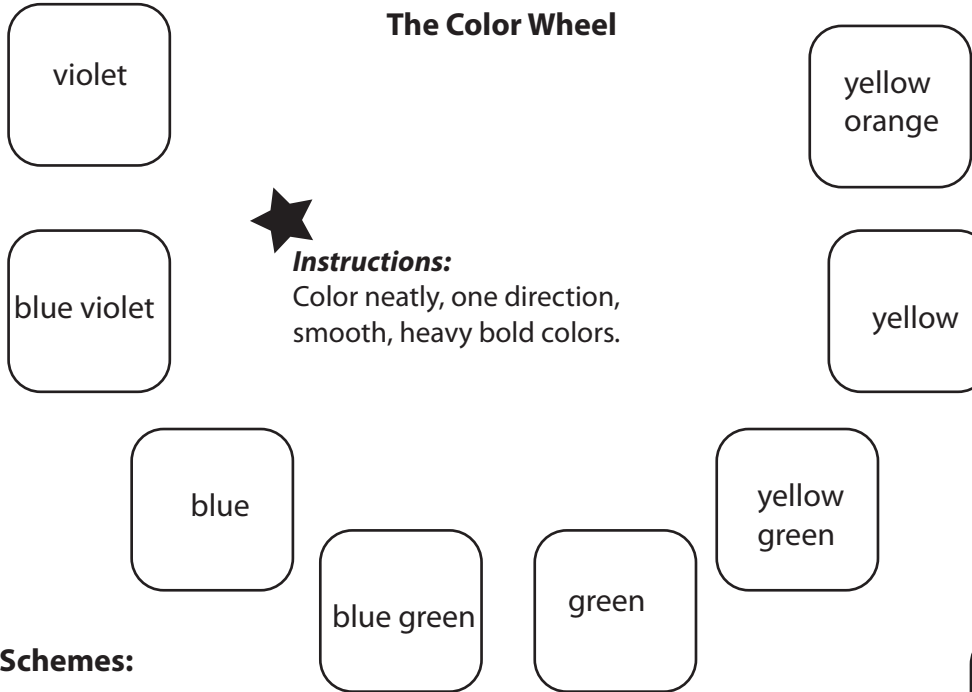 The Color Wheel
violet
yellow
orange
Instructions:
Color neatly, one direction,
smooth, heavy bold colors.
blue violet
yellow
blue
yellow
green
blue green
green
Schemes: